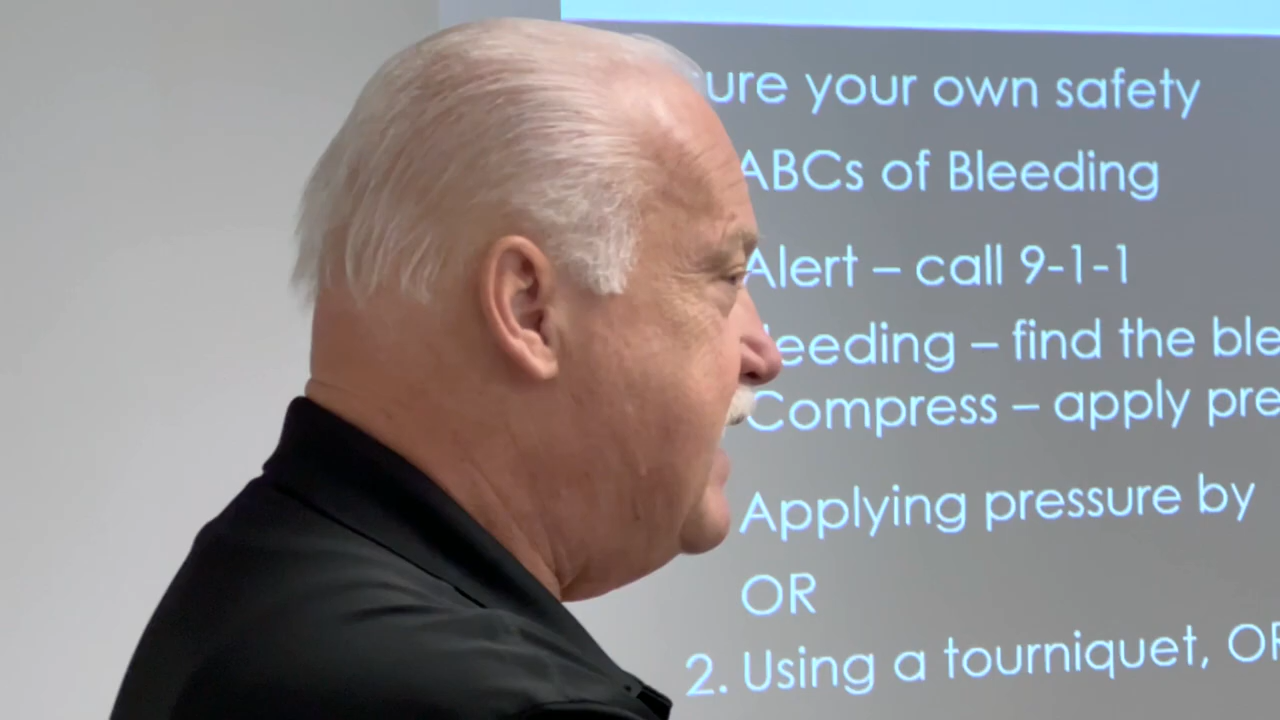 ure your own safety
ABCs of Bleeding
Alert – call 9-1-1
leeding – find the ble
Compress – apply pre
Applying pressure by
OR
2. Using a tourniquet, OR